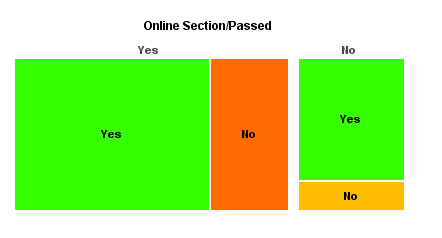 Online Section/Passed
Yes No
Yes No Yes
No